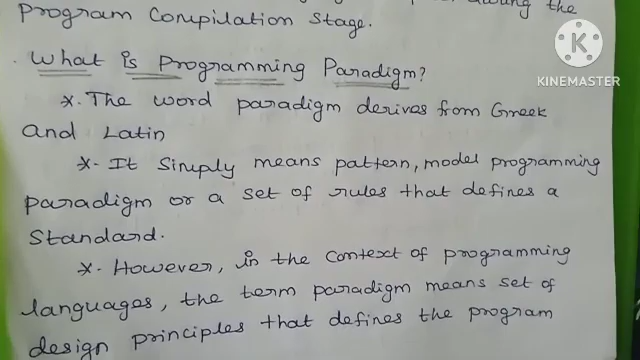 during the
program Compilation Stage.
What is Programming Paradigm?
*. The word paradigm derives from Greek
and Latin
*. It Simply means pattern, model programming
paradigm or a set of rules that defines a
Standard.
*. However, in the context of programming
languages, the term paradigm means set of
design principles that defines the program
KINEMASTER